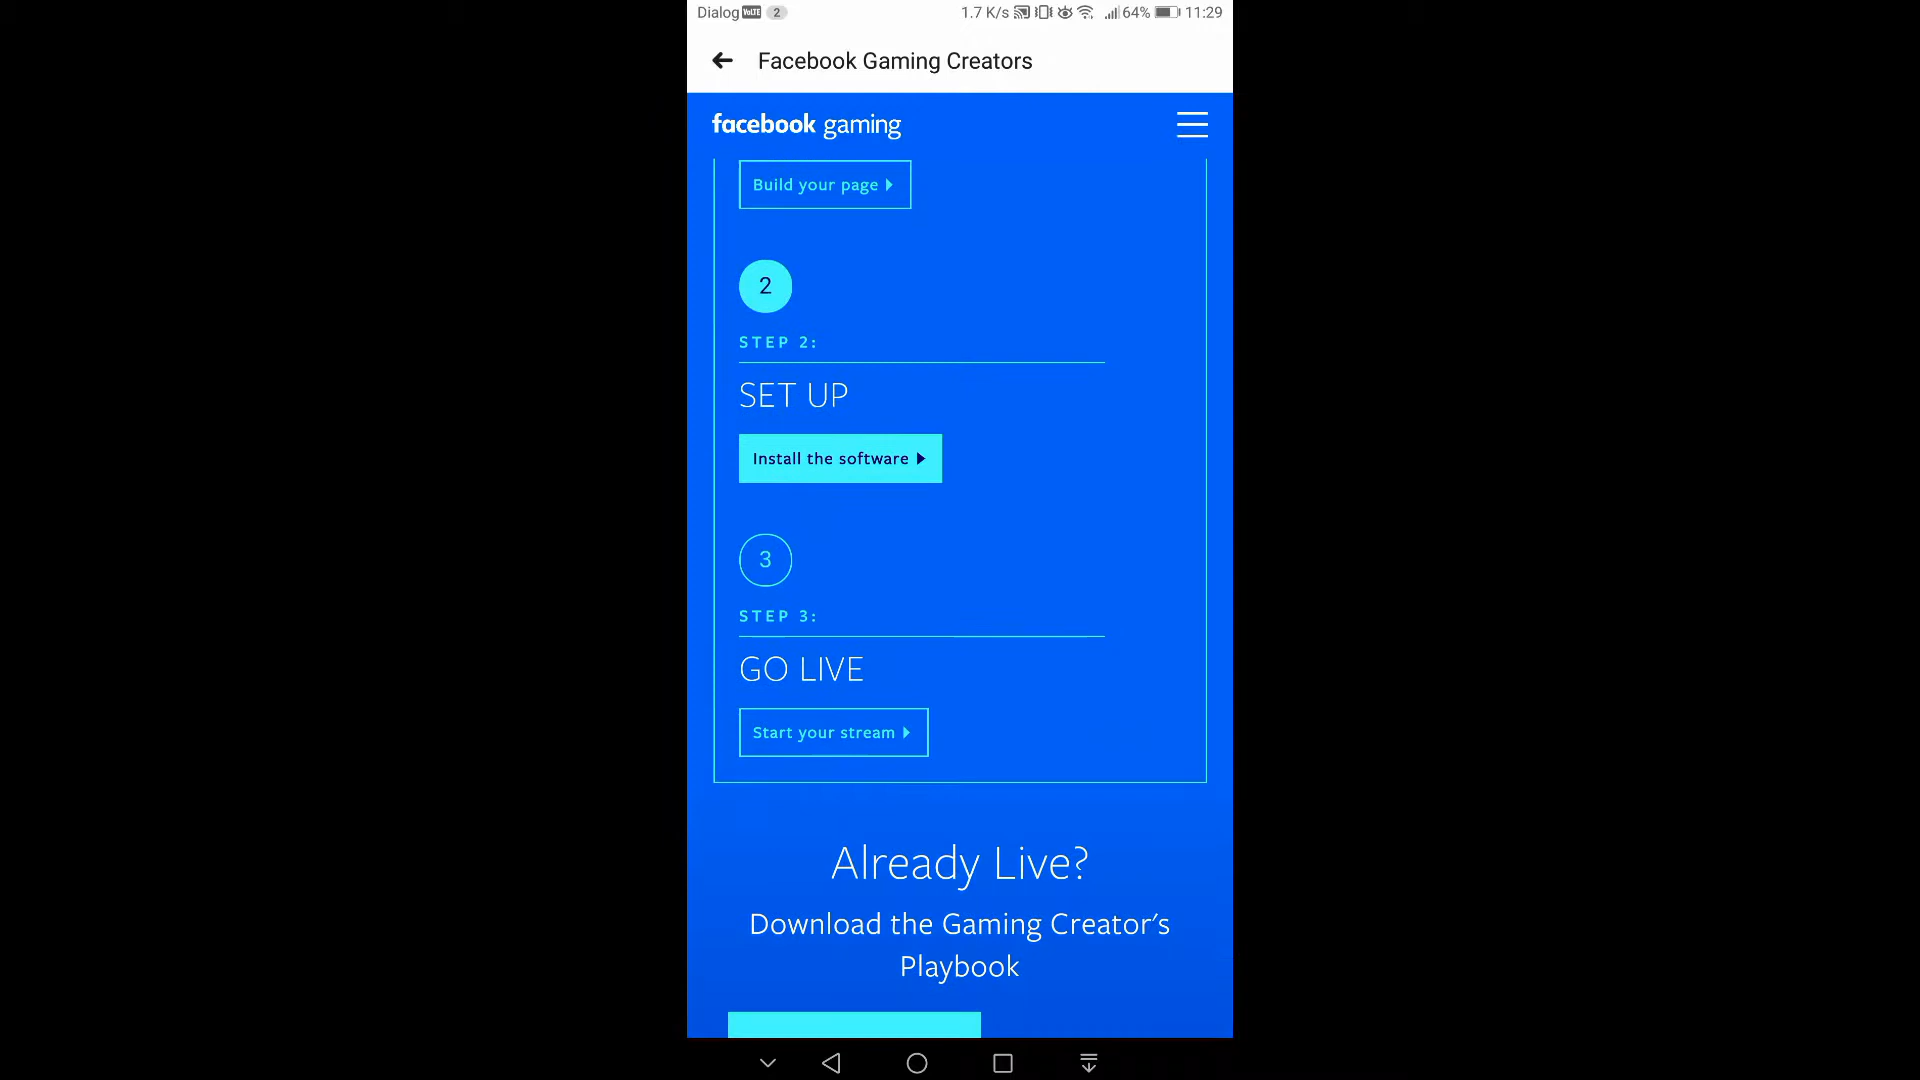 Dialog VoLTE 2 1.7 K/s 64% 11:29
Facebook Gaming Creators
facebook gaming
Build your page
2
STEP 2:
SET UP
Install the software
3
STEP 3:
GO LIVE
Start your stream
Already Live?
Download the Gaming Creator's
Playbook